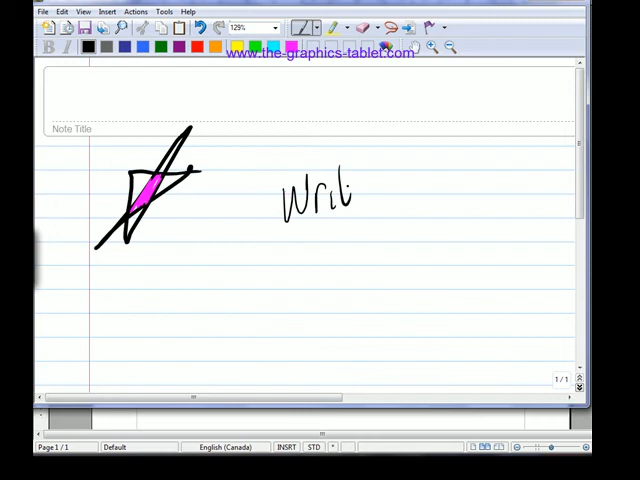 File Edit View Insert Actions Tools Help
129%
B I
www.the-graphics-tablet.com
Note Title
Writ
1 / 1
Page 1 / 1 Default English (Canada) INSRT STD *